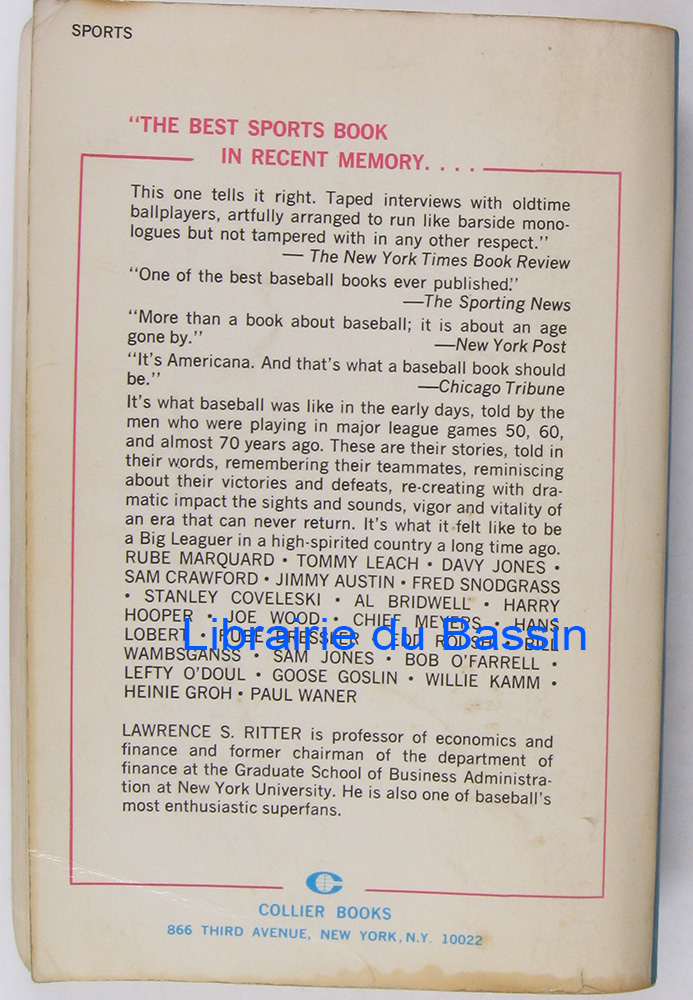 SPORTS
"THE BEST SPORTS BOOK
IN RECENT MEMORY. . . .
This one tells it right. Taped interviews with oldtime
ballplayers, artfully arranged to run like barside mono-
logues but not tampered with in any other respect."
— The New York Times Book Review
"One of the best baseball books ever published."
—The Sporting News
"More than a book about baseball; it is about an age
gone by."
—New York Post
"It's Americana. And that's what a baseball book should
be."
—Chicago Tribune
It's what baseball was like in the early days, told by the
men who were playing in major league games 50, 60,
and almost 70 years ago. These are their stories, told in
their words, remembering their teammates, reminiscing
about their victories and defeats, re-creating with dra-
matic impact the sights and sounds, vigor and vitality of
an era that can never return. It's what it felt like to be
a Big Leaguer in a high-spirited country a long time ago.
RUBE MARQUARD • TOMMY LEACH • DAVY JONES •
SAM CRAWFORD • JIMMY AUSTIN • FRED SNODGRASS
• STANLEY COVELESKI • AL BRIDWELL • HARRY
HOOPER • JOE WOOD • CHIEF MEYERS • HANS
LOBERT • RUBE BRESSLER • EDD ROUSH • BILL
Librairie du Bassin
WAMBSGANSS • SAM JONES • BOB O'FARRELL •
LEFTY O'DOUL • GOOSE GOSLIN • WILLIE KAMM •
HEINIE GROH • PAUL WANER
LAWRENCE S. RITTER is professor of economics and
finance and former chairman of the department of
finance at the Graduate School of Business Administra-
tion at New York University. He is also one of baseball's
most enthusiastic superfans.
COLLIER BOOKS
866 THIRD AVENUE, NEW YORK, N.Y. 10022